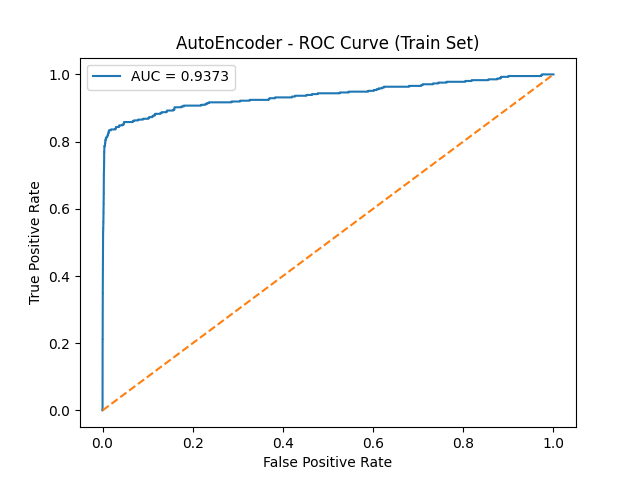 AutoEncoder - ROC Curve (Train Set)
AUC = 0.9373
1.0
0.8
0.6
0.4
0.2
0.0
True Positive Rate
0.0 0.2 0.4 0.6 0.8 1.0
False Positive Rate